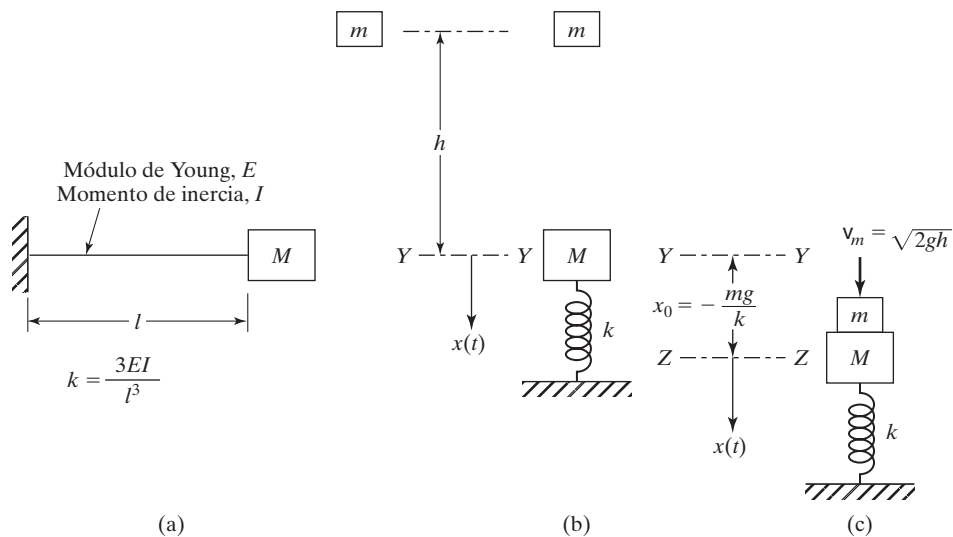 m
m
h
Módulo de Young, E
Momento de inercia, I
M
l
k = 3EI / l³
(a)
Y Y
M
x(t)
k
(b)
v_m = √2gh
Y Y
x₀ = − mg / k
m
Z Z
M
x(t)
k
(c)